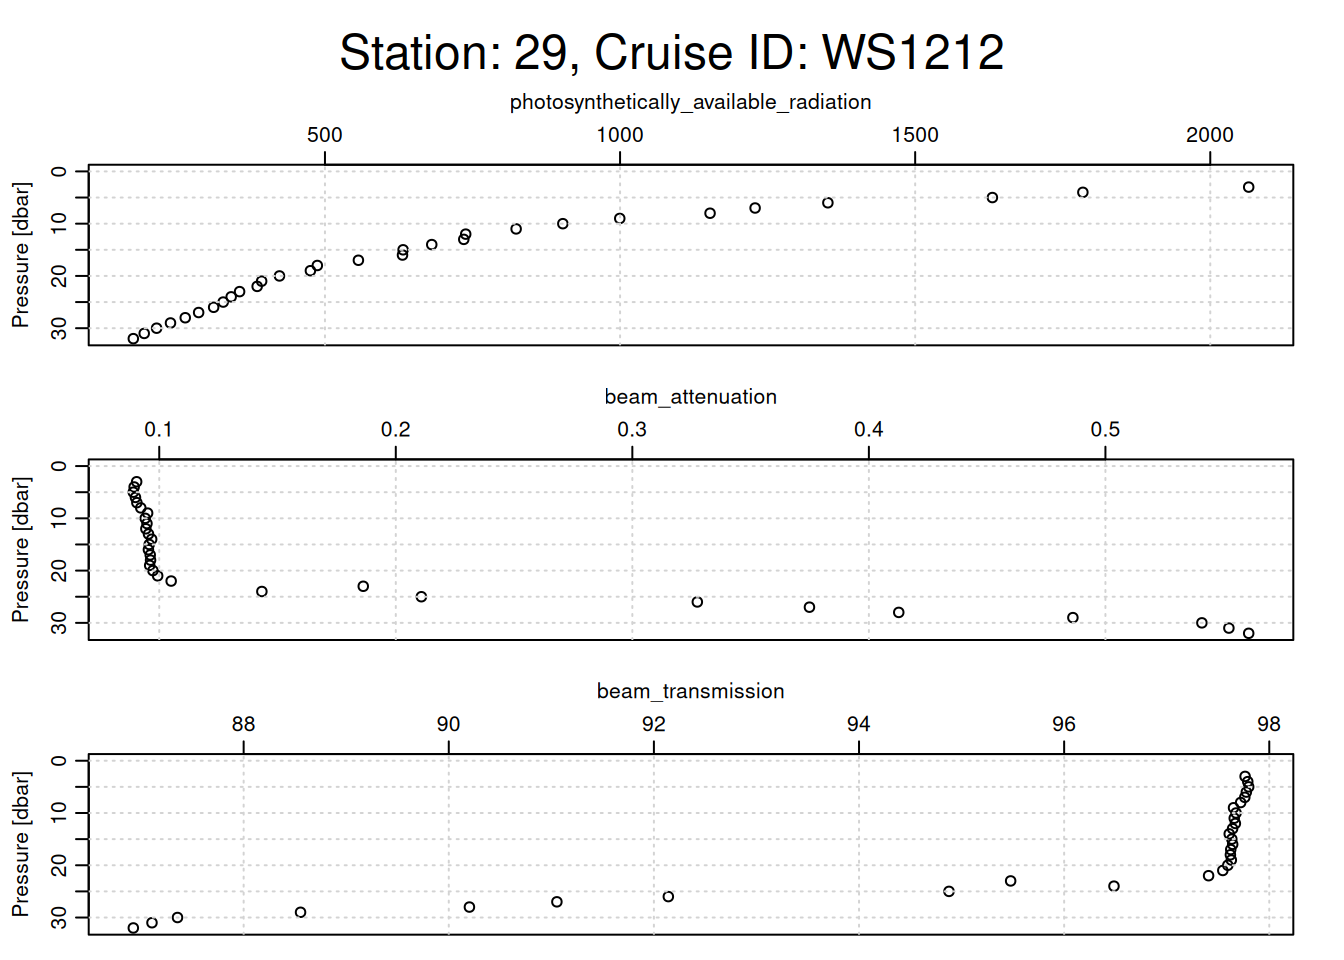 Station: 29, Cruise ID: WS1212
photosynthetically_available_radiation
500 1000 1500 2000
Pressure [dbar]
0
10
20
30
beam_attenuation
0.1 0.2 0.3 0.4 0.5
Pressure [dbar]
0
10
20
30
beam_transmission
88 90 92 94 96 98
Pressure [dbar]
0
10
20
30